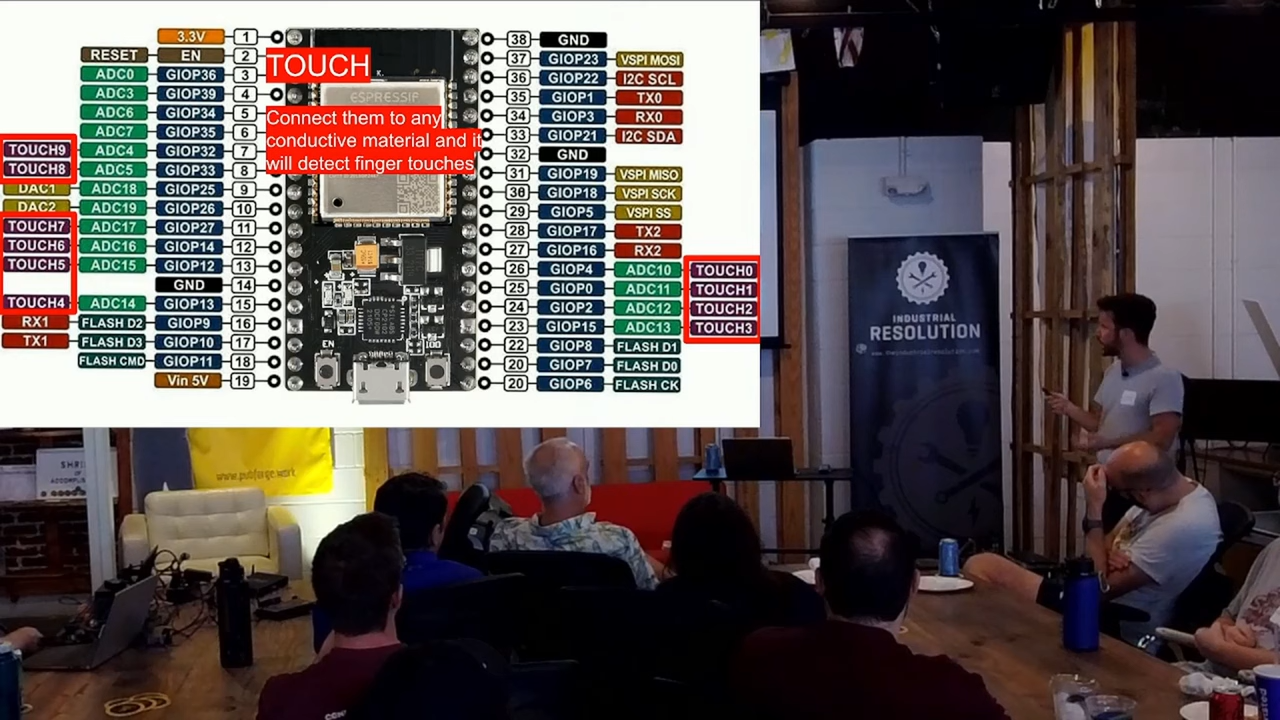 3.3V 1
RESET EN 2
ADC0 GIOP36 3
ADC3 GIOP39 4
ADC6 GIOP34 5
ADC7 GIOP35 6
TOUCH9 ADC4 GIOP32 7
TOUCH8 ADC5 GIOP33 8
DAC1 ADC18 GIOP25 9
DAC2 ADC19 GIOP26 10
TOUCH7 ADC17 GIOP27 11
TOUCH6 ADC16 GIOP14 12
TOUCH5 ADC15 GIOP12 13
GND 14
TOUCH4 ADC14 GIOP13 15
RX1 FLASH D2 GIOP9 16
TX1 FLASH D3 GIOP10 17
FLASH CMD GIOP11 18
Vin 5V 19
TOUCH
ESPRESSIF
Connect them to any
conductive material and it
will detect finger touches
EN
38 GND
37 GIOP23 VSPI MOSI
36 GIOP22 I2C SCL
35 GIOP1 TX0
34 GIOP3 RX0
33 GIOP21 I2C SDA
32 GND
31 GIOP19 VSPI MISO
30 GIOP18 VSPI SCK
29 GIOP5 VSPI SS
28 GIOP17 TX2
27 GIOP16 RX2
26 GIOP4 ADC10 TOUCH0
25 GIOP0 ADC11 TOUCH1
24 GIOP2 ADC12 TOUCH2
23 GIOP15 ADC13 TOUCH3
22 GIOP8 FLASH D1
20 GIOP7 FLASH D0
20 GIOP6 FLASH CK
INDUSTRIAL
RESOLUTION
www.theindustrialresolution.com
www.pubforge.work
OF